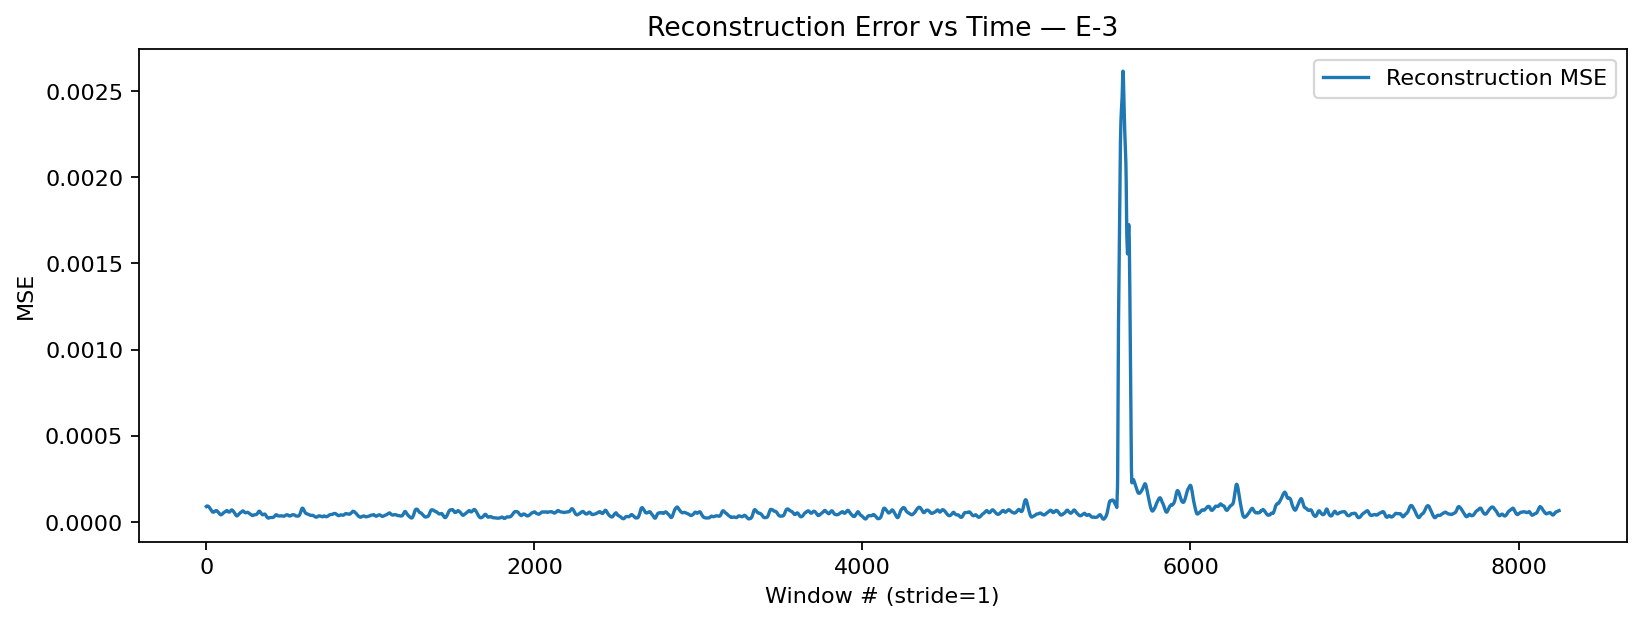 Reconstruction Error vs Time — E-3
Reconstruction MSE
0.0025
0.0020
0.0015
0.0010
0.0005
0.0000
MSE
0 2000 4000 6000 8000
Window # (stride=1)